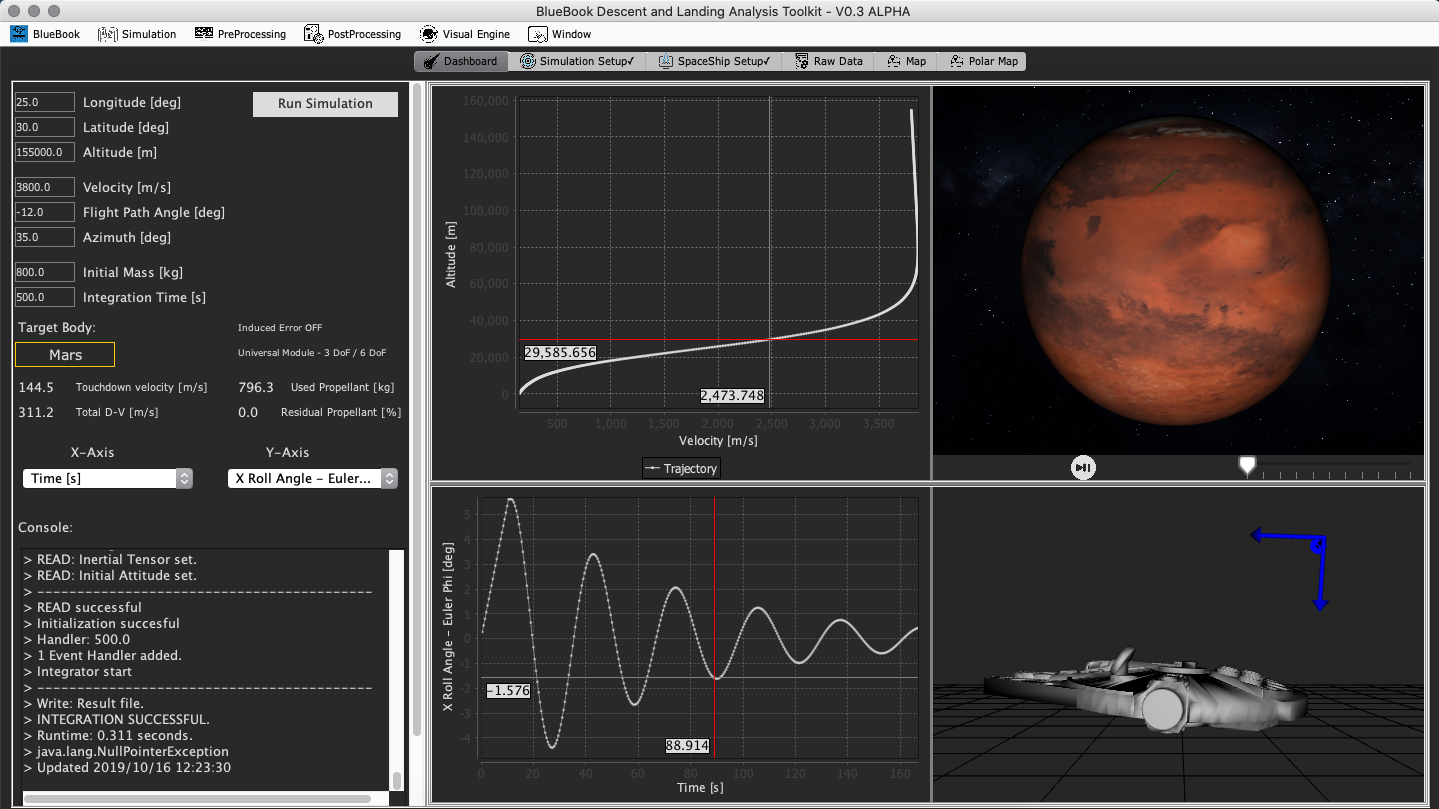 BlueBook Descent and Landing Analysis Toolkit - V0.3 ALPHA
BlueBook Simulation PreProcessing PostProcessing Visual Engine Window
Dashboard Simulation Setup✓ SpaceShip Setup✓ Raw Data Map Polar Map
25.0 Longitude [deg] Run Simulation
30.0 Latitude [deg]
155000.0 Altitude [m]
3800.0 Velocity [m/s]
-12.0 Flight Path Angle [deg]
35.0 Azimuth [deg]
800.0 Initial Mass [kg]
500.0 Integration Time [s]
Target Body: Induced Error OFF
Mars Universal Module - 3 DoF / 6 DoF
144.5 Touchdown velocity [m/s] 796.3 Used Propellant [kg]
311.2 Total D-V [m/s] 0.0 Residual Propellant [%]
X-Axis Y-Axis
Time [s] X Roll Angle – Euler...
Console:
> READ: Inertial Tensor set.
> READ: Initial Attitude set.
> ------------------------------------------
> READ successful
> Initialization succesful
> Handler: 500.0
> 1 Event Handler added.
> Integrator start
> ------------------------------------------
> Write: Result file.
> INTEGRATION SUCCESSFUL.
> Runtime: 0.311 seconds.
> java.lang.NullPointerException
> Updated 2019/10/16 12:23:30
160,000
140,000
120,000
100,000
80,000
60,000
40,000
20,000
0
Altitude [m]
29,585.656
2,473.748
500 1,000 1,500 2,000 2,500 3,000 3,500
Velocity [m/s]
Trajectory
5
4
3
2
1
0
-1
-2
-3
-4
X Roll Angle – Euler Phi [deg]
-1.576
88.914
0 20 40 60 80 100 120 140 160
Time [s]